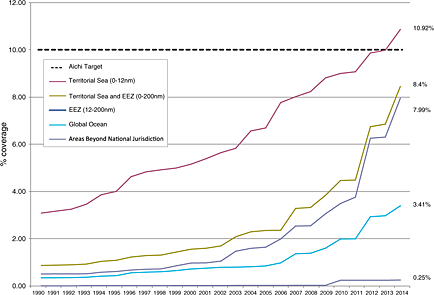 12.00
10.92%
10.00
Aichi Target
Territorial Sea (0-12nm)
Territorial Sea and EEZ (0-200nm)
EEZ (12-200nm)
Global Ocean
Areas Beyond National Jurisdiction
8.4%
8.00
7.99%
% coverage
6.00
4.00
3.41%
2.00
0.25%
0.00
1990 1991 1992 1993 1994 1995 1996 1997 1998 1999 2000 2001 2002 2003 2004 2005 2006 2007 2008 2009 2010 2011 2012 2013 2014